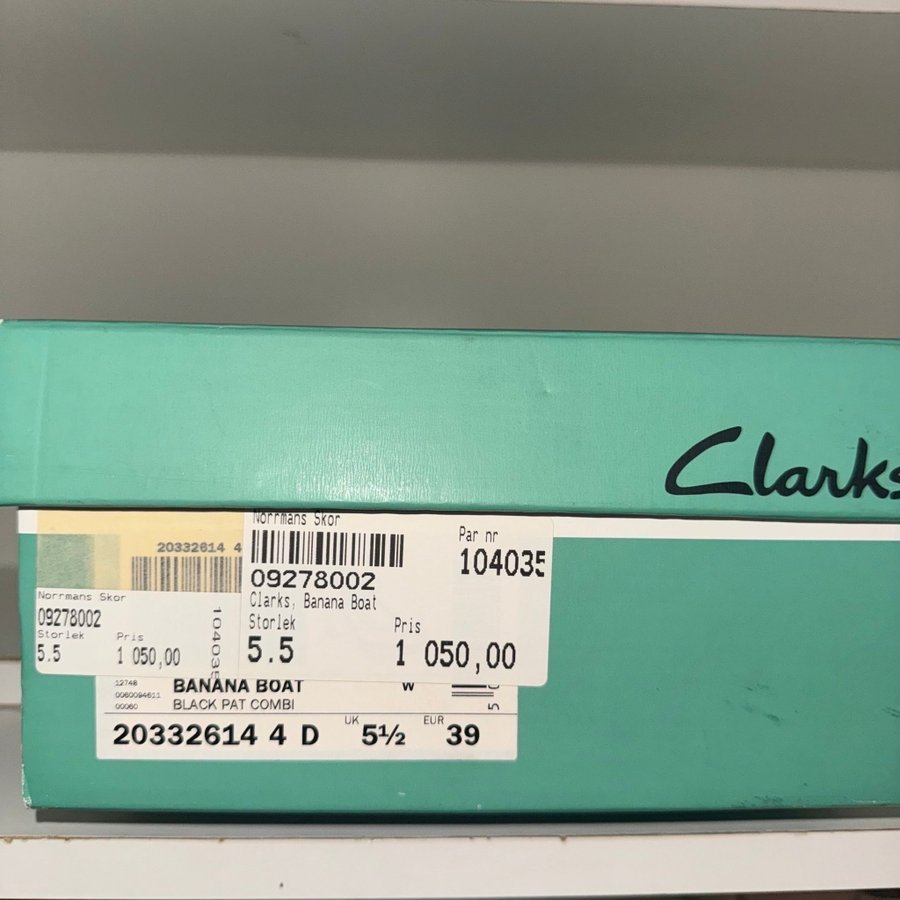 Clarks
20332614 4
Norrmans Skor
09278002
Storlek Pris
5.5 1 050,00
104035
Norrmans Skor
Par nr
104035
09278002
Clarks, Banana Boat
Storlek Pris
5.5 1 050,00
12748
0060094611
00060
BANANA BOAT W
BLACK PAT COMBI
20332614 4 D UK 5½ EUR 39